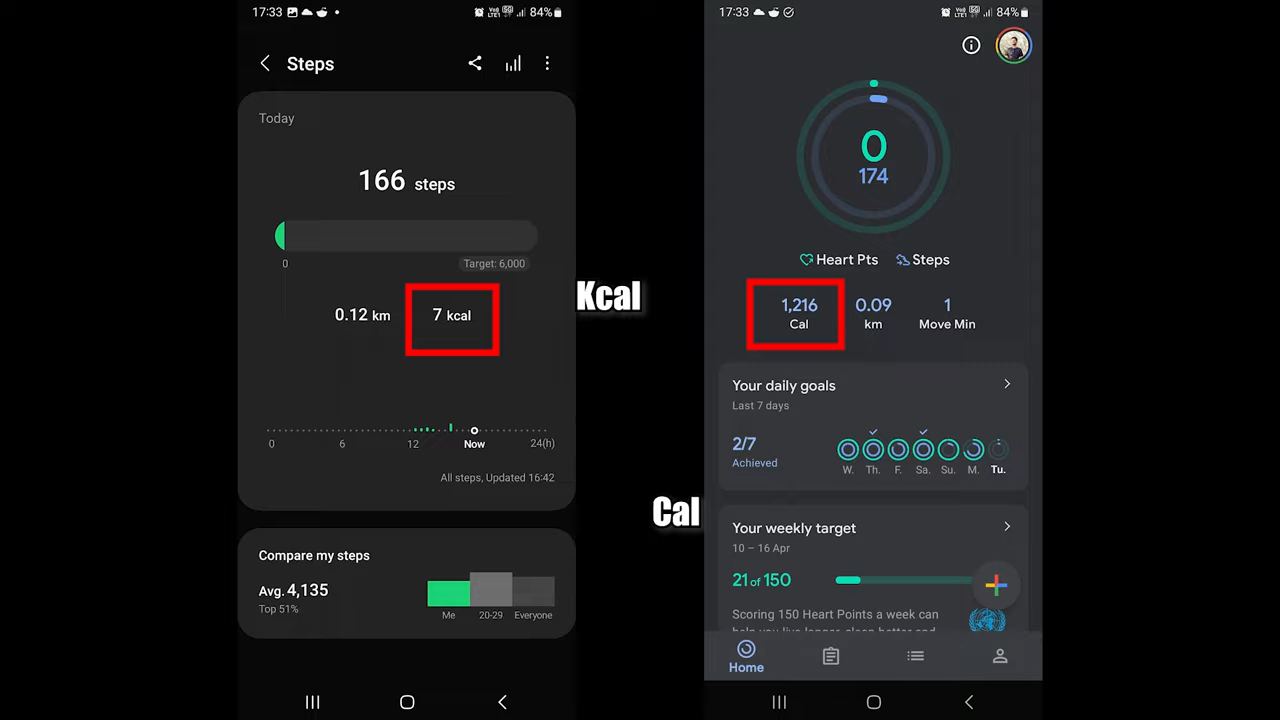 17:33
84%
Steps
Today
166 steps
0
Target: 6,000
0.12 km
7 kcal
0
6
12
Now
24(h)
All steps, Updated 16:42
Compare my steps
Avg. 4,135
Top 51%
Me
20-29
Everyone
Kcal
Cal
17:33
84%
0
174
Heart Pts
Steps
1,216
Cal
0.09
km
1
Move Min
Your daily goals
Last 7 days
2/7
Achieved
W. Th. F. Sa. Su. M. Tu.
Your weekly target
10 – 16 Apr
21 of 150
Scoring 150 Heart Points a week can
Home